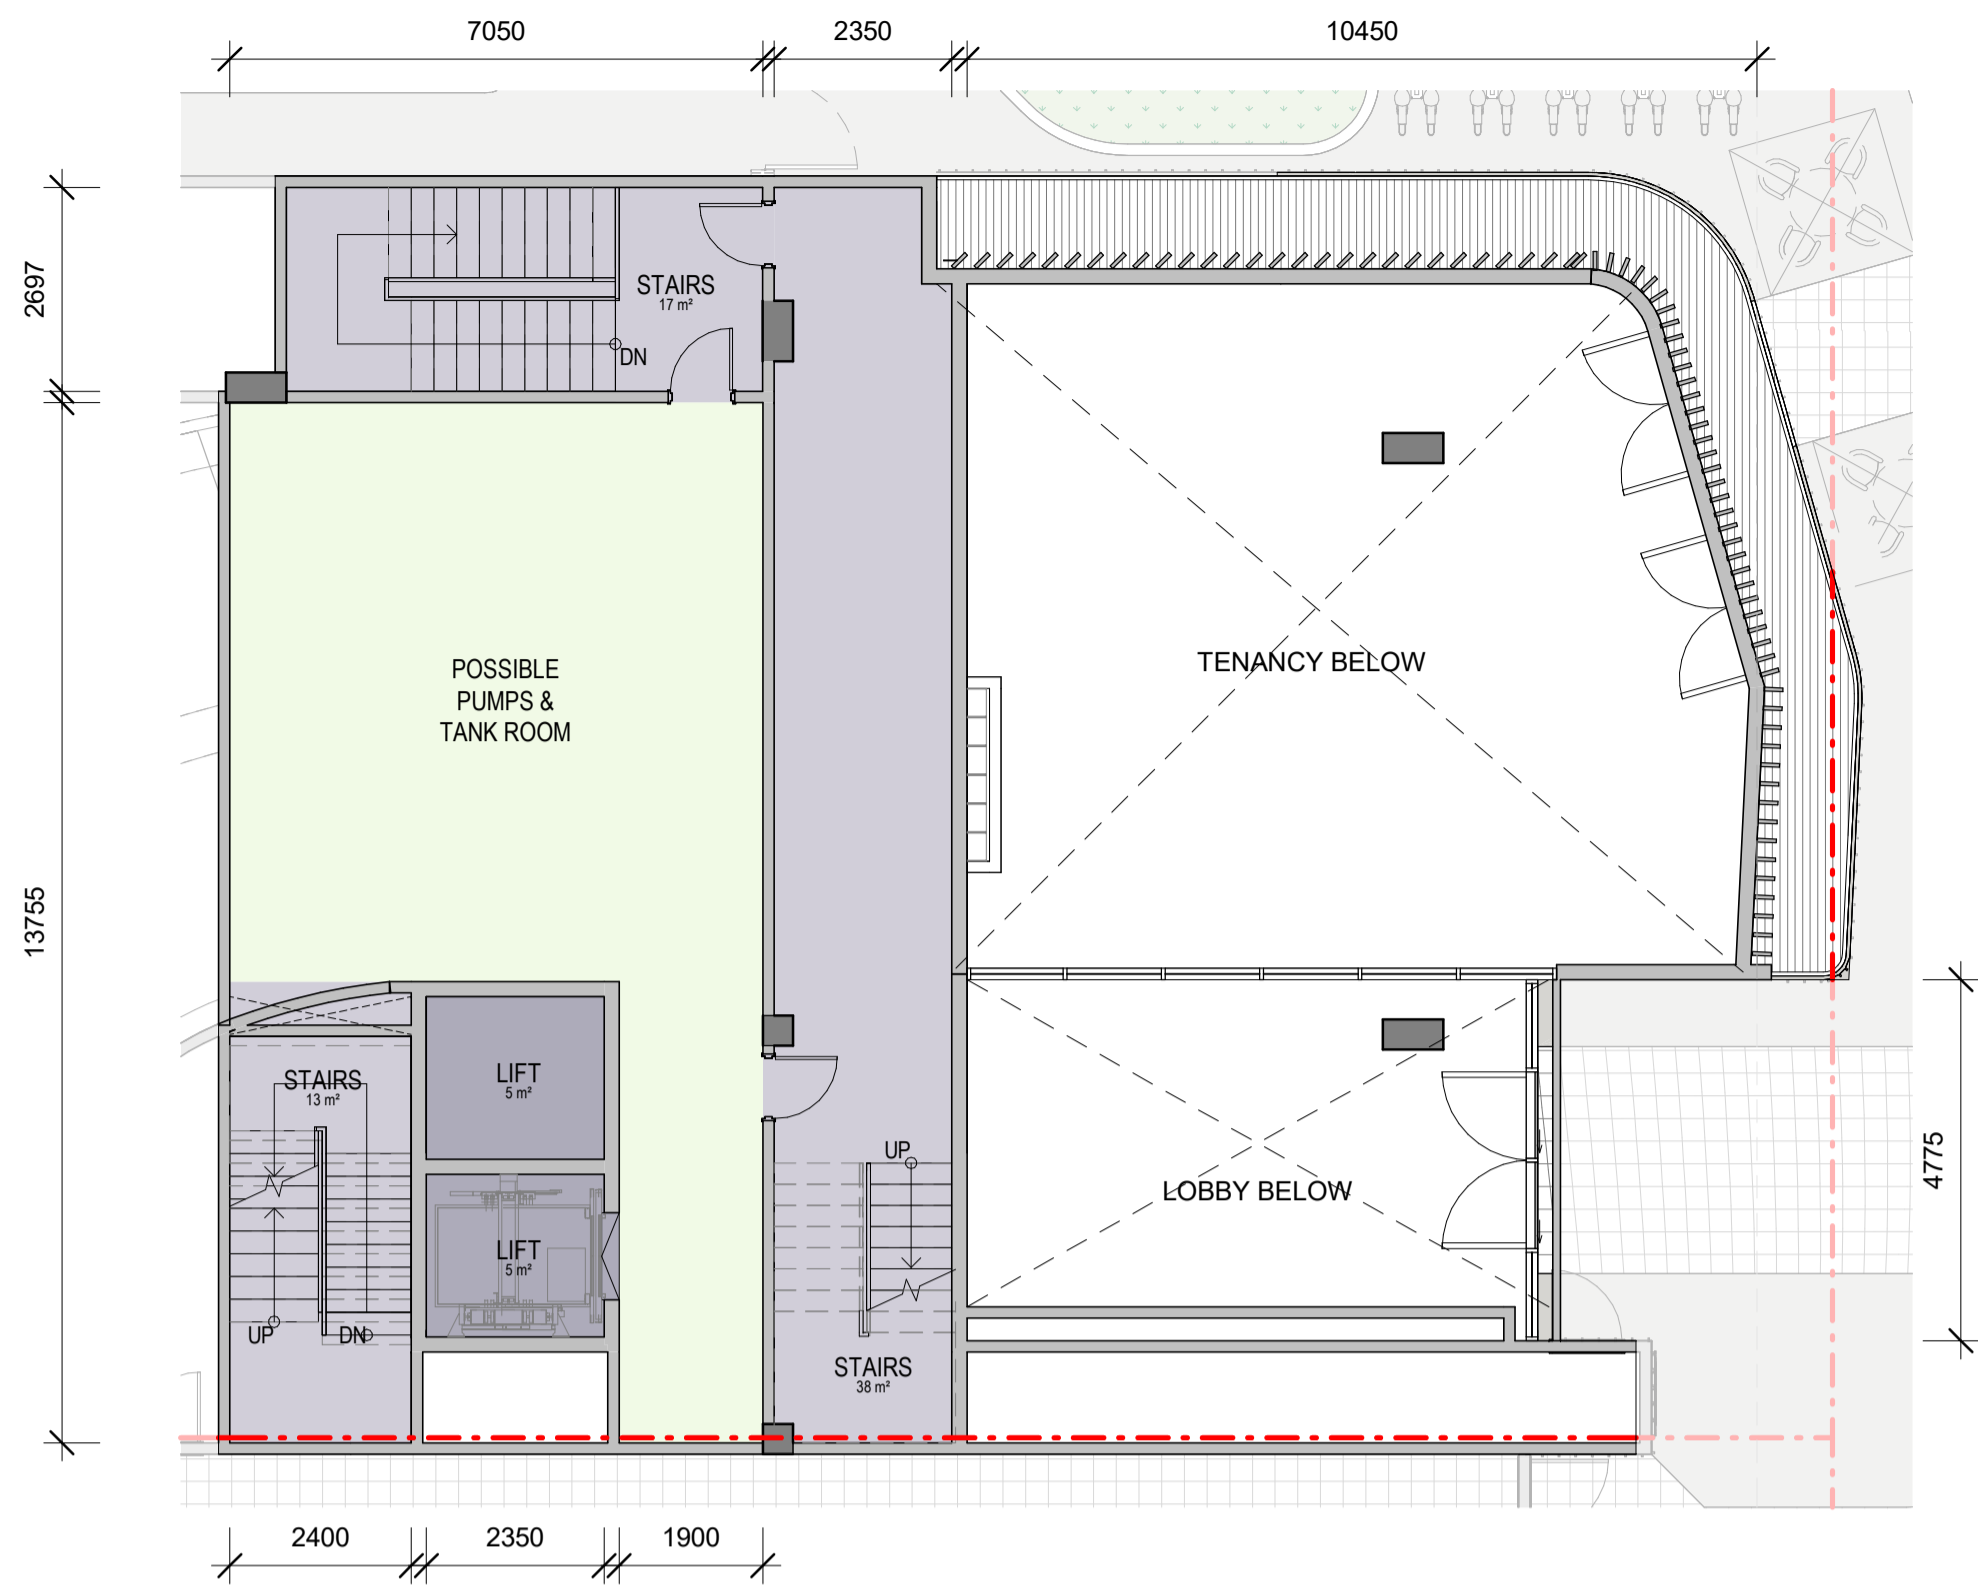 7050
2350
10450
2697
STAIRS
17 m²
DN
POSSIBLE
PUMPS &
TANK ROOM
TENANCY BELOW
13755
STAIRS
13 m²
LIFT
5 m²
UP
4775
LOBBY BELOW
LIFT
5 m²
UP
DN
STAIRS
38 m²
2400
2350
1900